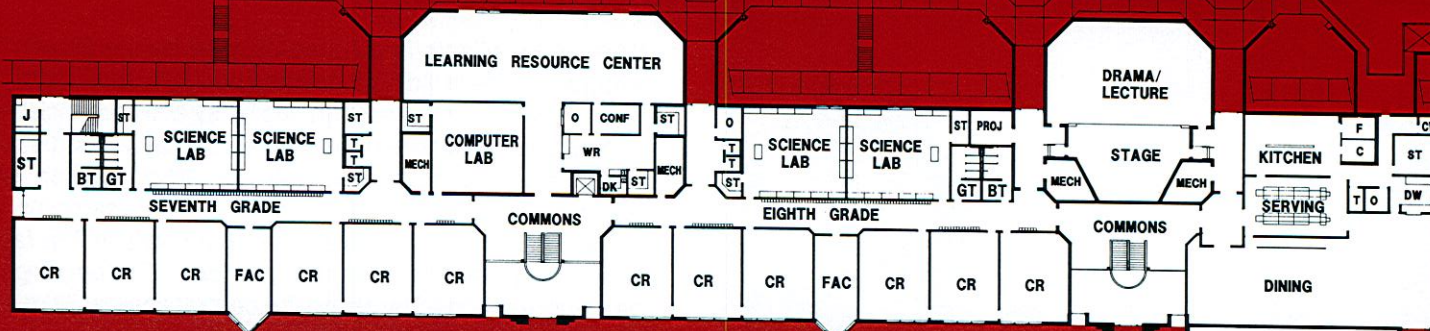 LEARNING RESOURCE CENTER
DRAMA/
LECTURE
J
ST
ST
BT
GT
SCIENCE
LAB
SCIENCE
LAB
ST
T
T
ST
ST
MECH
COMPUTER
LAB
O
CONF
ST
WR
DK
ST
MECH
O
T
T
ST
SCIENCE
LAB
SCIENCE
LAB
ST
PROJ
GT
BT
MECH
STAGE
MECH
KITCHEN
F
C
ST
SERVING
T
O
DW
SEVENTH GRADE
COMMONS
EIGHTH GRADE
COMMONS
CR
CR
CR
FAC
CR
CR
CR
CR
CR
CR
FAC
CR
CR
CR
DINING